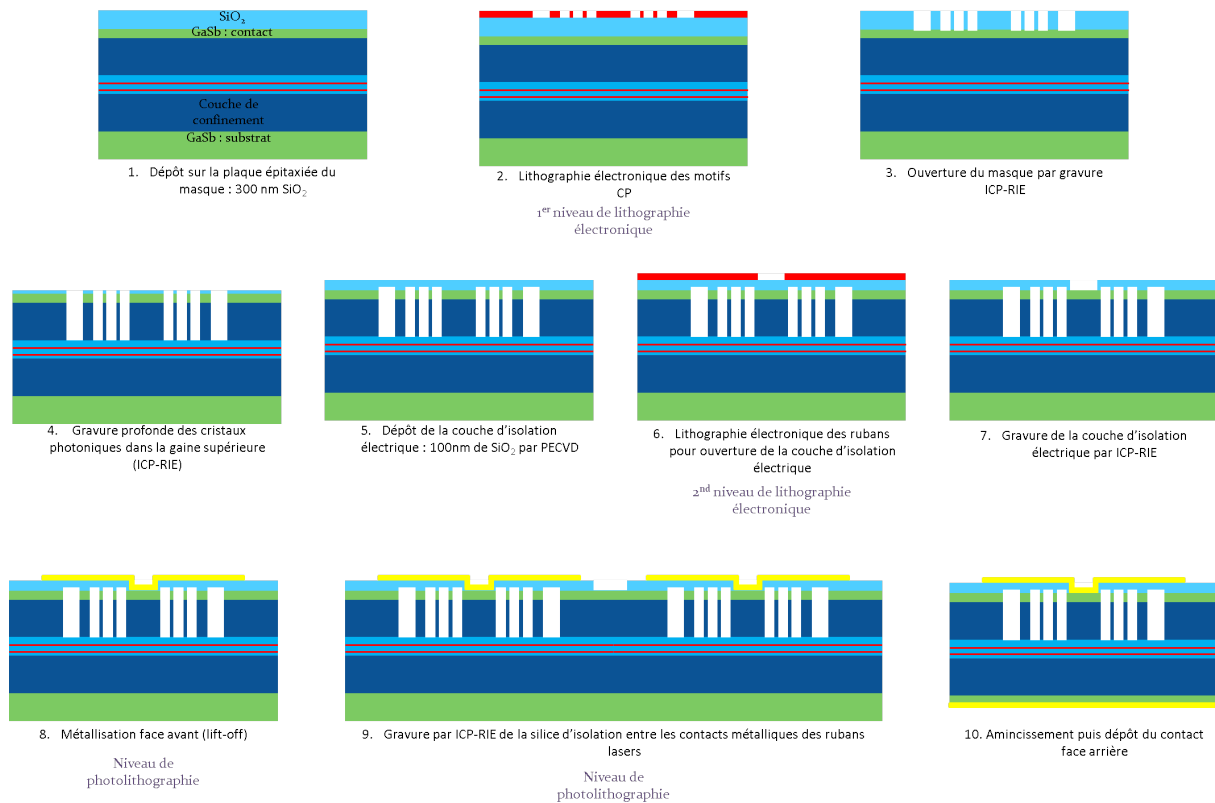 SiO₂
GaSb : contact
Couche de
confinement
GaSb : substrat
1. Dépôt sur la plaque épitaxiée du
masque : 300 nm SiO₂
2. Lithographie électronique des motifs
CP
1er niveau de lithographie
électronique
3. Ouverture du masque par gravure
ICP-RIE
4. Gravure profonde des cristaux
photoniques dans la gaine supérieure
(ICP-RIE)
5. Dépôt de la couche d’isolation
électrique : 100nm de SiO₂ par PECVD
6. Lithographie électronique des rubans
pour ouverture de la couche d’isolation
électrique
2nd niveau de lithographie
électronique
7. Gravure de la couche d’isolation
électrique par ICP-RIE
8. Métallisation face avant (lift-off)
Niveau de
photolithographie
9. Gravure par ICP-RIE de la silice d’isolation entre les contacts métalliques des rubans
lasers
Niveau de
photolithographie
10. Amincissement puis dépôt du contact
face arrière